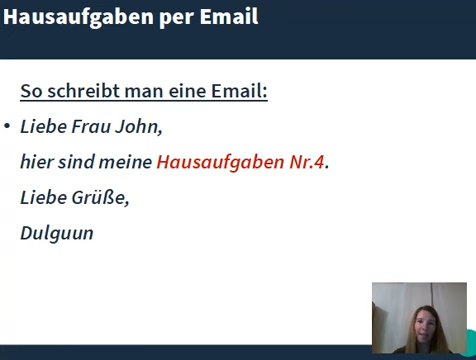 Hausaufgaben per Email
So schreibt man eine Email:
• Liebe Frau John,
hier sind meine Hausaufgaben Nr.4.
Liebe Grüße,
Dulguun